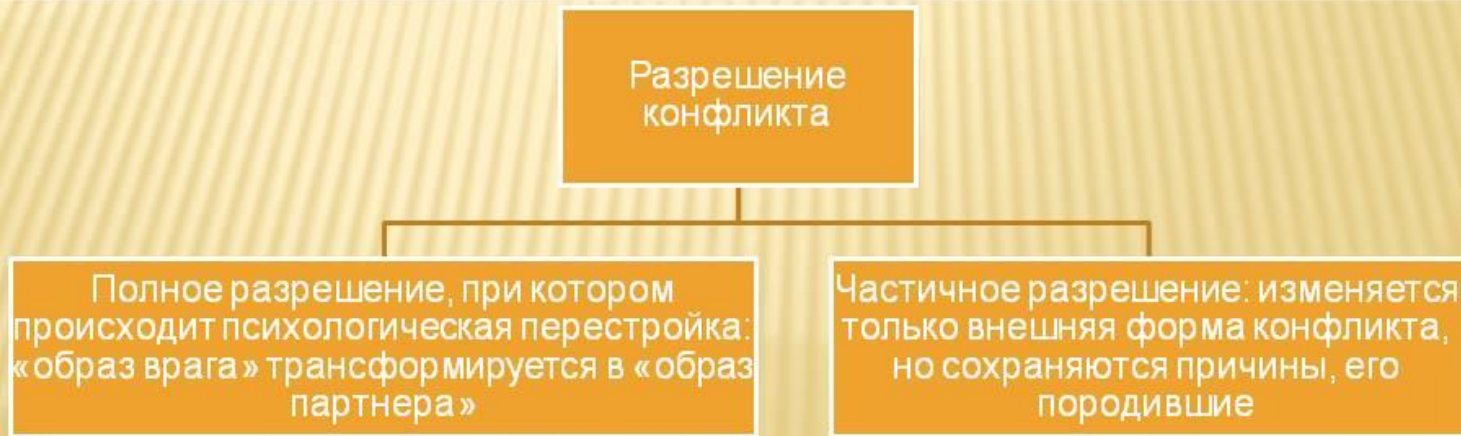 Разрешение
конфликта
Полное разрешение, при котором
происходит психологическая перестройка:
«образ врага» трансформируется в «образ
партнера»
Частичное разрешение: изменяется
только внешняя форма конфликта,
но сохраняются причины, его
породившие